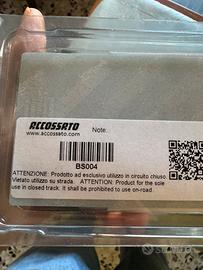 ACCOSSATO
www.accossato.com
Note:
BS004
ATTENZIONE: Prodotto ad esclusivo utilizzo in circuito chiuso.
Vietato utilizzo su strada. ATTENTION: Product for the sole
use in closed track. It shall be prohibited to use on-road.
subito